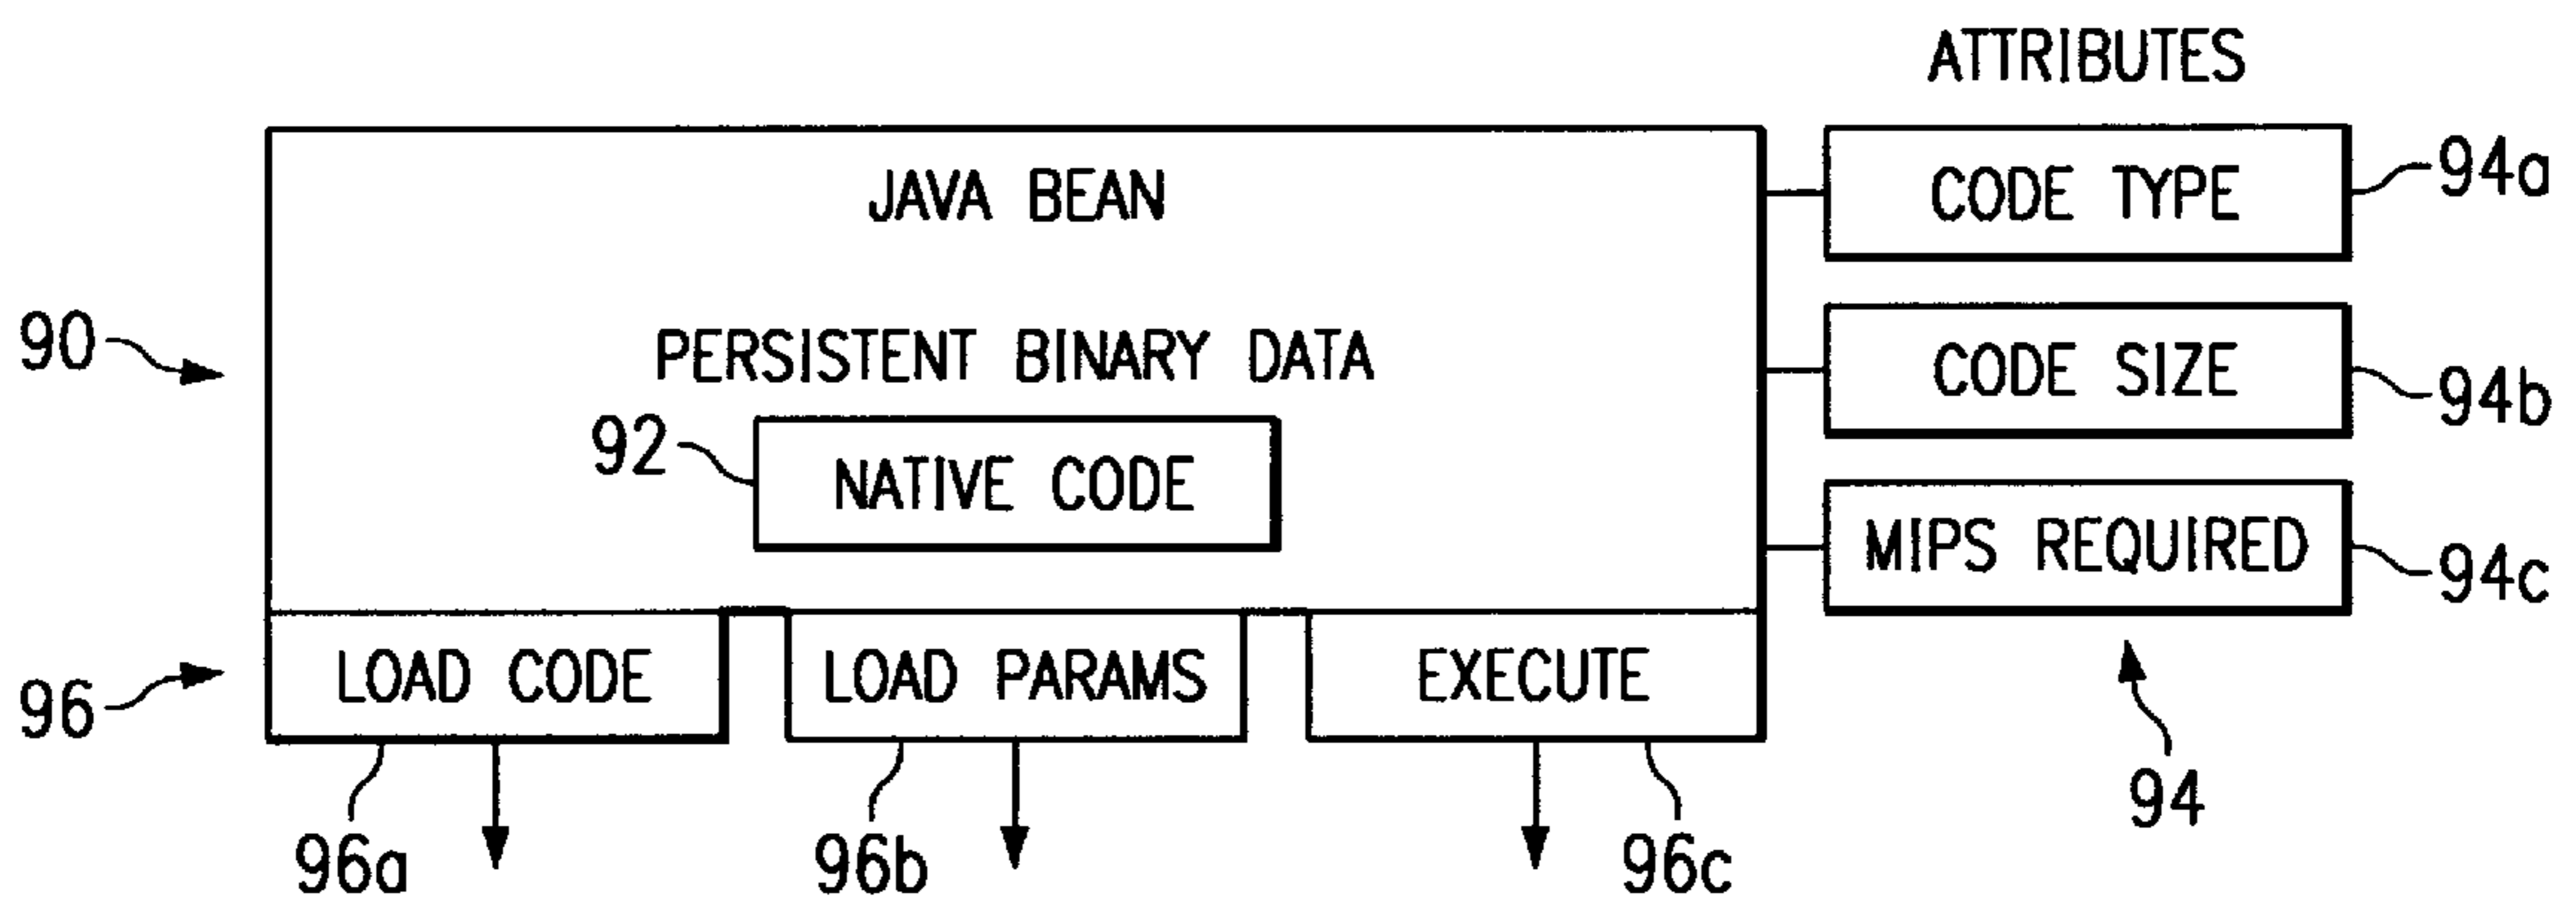 ATTRIBUTES
JAVA BEAN
CODE TYPE
94a
90
PERSISTENT BINARY DATA
CODE SIZE
94b
92
NATIVE CODE
MIPS REQUIRED
94c
96
LOAD CODE
LOAD PARAMS
EXECUTE
94
96a
96b
96c